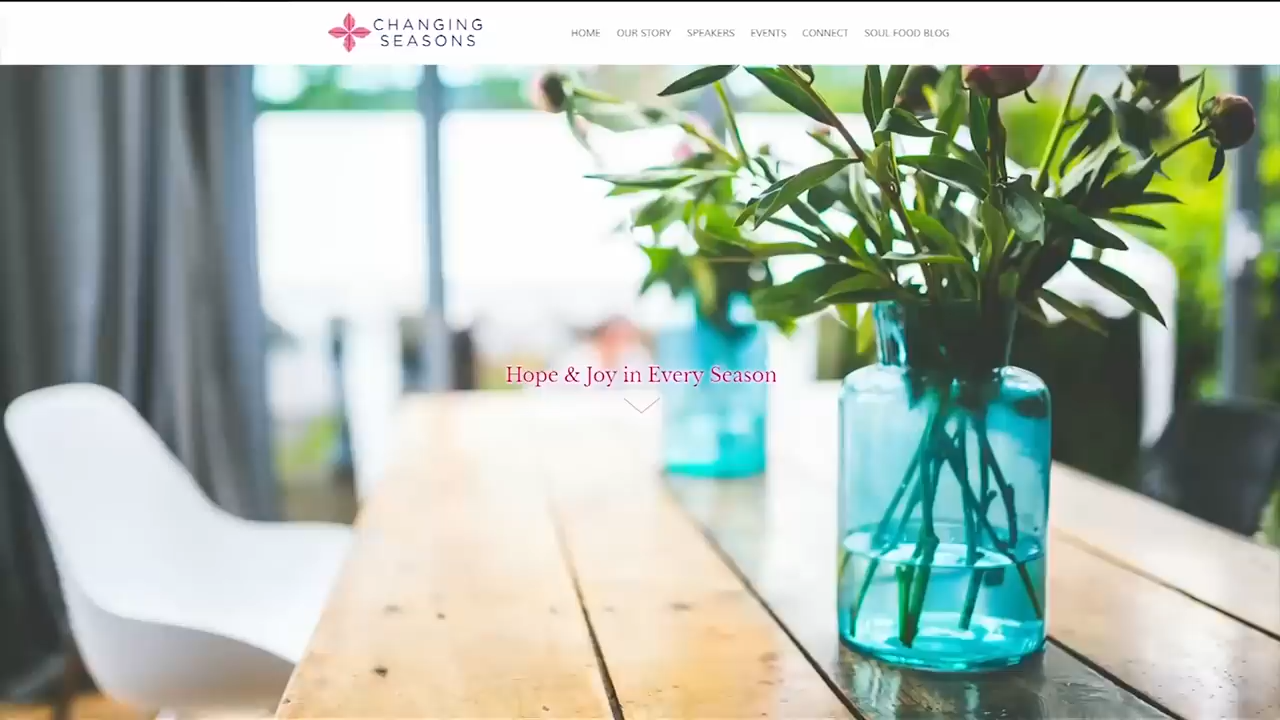 CHANGING
SEASONS
HOME OUR STORY SPEAKERS EVENTS CONNECT SOUL FOOD BLOG
Hope & Joy in Every Season